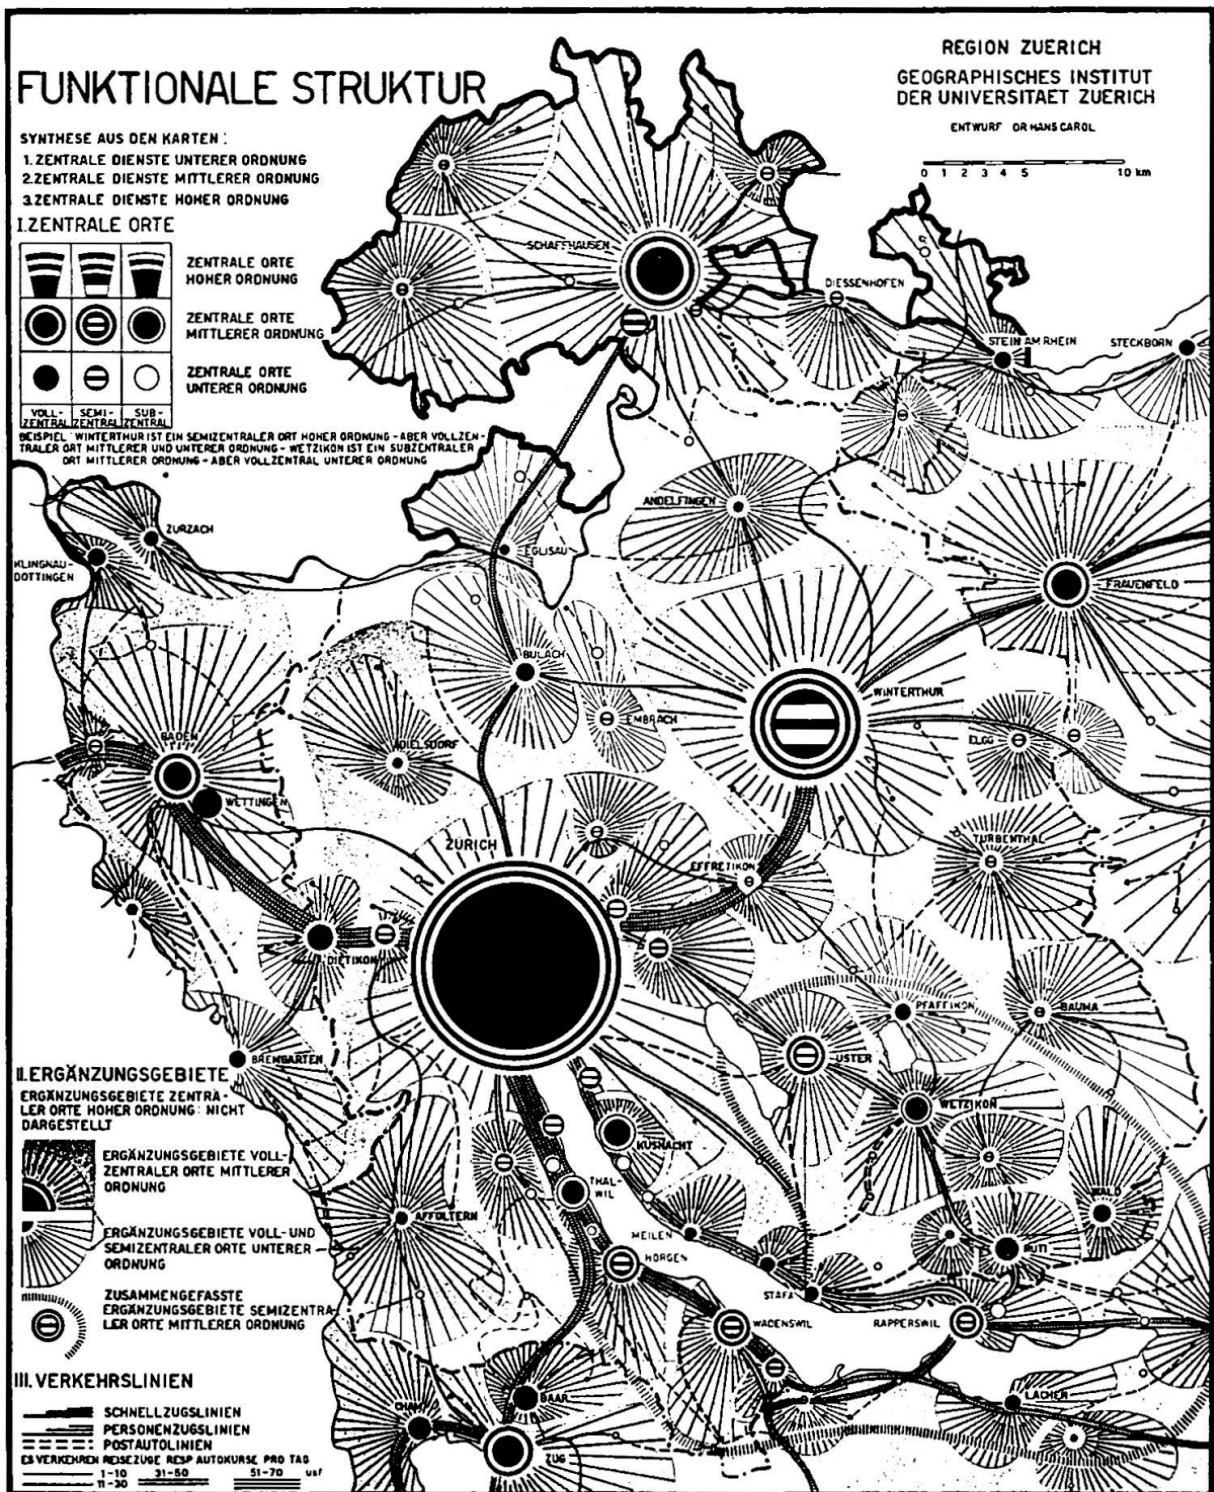 FUNKTIONALE STRUKTUR
SYNTHESE AUS DEN KARTEN:
1. ZENTRALE DIENSTE UNTERER ORDNUNG
2. ZENTRALE DIENSTE MITTLERER ORDNUNG
3. ZENTRALE DIENSTE HOHER ORDNUNG
REGION ZUERICH
GEOGRAPHISCHES INSTITUT
DER UNIVERSITAET ZUERICH
ENTWURF DR HANS CAROL
0 1 2 3 4 5 10 km
I. ZENTRALE ORTE
ZENTRALE ORTE
HOHER ORDNUNG
ZENTRALE ORTE
MITTLERER ORDNUNG
ZENTRALE ORTE
UNTERER ORDNUNG
VOLL-
ZENTRAL
SEMI-
ZENTRAL
SUB-
ZENTRAL
BEISPIEL WINTERTHUR IST EIN SEMIZENTRALER ORT HOHER ORDNUNG - ABER VOLLZEN-
TRALER ORT MITTLERER UND UNTERER ORDNUNG - WETZIKON IST EIN SUBZENTRALER
ORT MITTLERER ORDNUNG - ABER VOLLZENTRAL UNTERER ORDNUNG
SCHAFFHAUSEN
DIESSENHOFEN
STEIN AM RHEIN
STECKBORN
ANDELFINGEN
ZURZACH
KLINGNAU-
DÖTTINGEN
EGLISAU
FRAUENFELD
BULACH
EMBRACH
WINTERTHUR
ELGG
BADEN
DIELSDORF
WETTINGEN
ZÜRICH
EFFRETIKON
TURBENTHAL
DIETIKON
PFAFFIKON
BAUMA
BREMGARTEN
USTER
WETZIKON
KUSNACHT
THAL-
WIL
AFFOLTERN
MEILEN
HORGEN
WALD
RUTI
STAFA
WADENSWIL
RAPPERSWIL
BAAR
CHAM
ZUG
LACHEN
II. ERGÄNZUNGSGEBIETE
ERGÄNZUNGSGEBIETE ZENTRA-
LER ORTE HOHER ORDNUNG: NICHT
DARGESTELLT
ERGÄNZUNGSGEBIETE VOLL-
ZENTRALER ORTE MITTLERER
ORDNUNG
ERGÄNZUNGSGEBIETE VOLL- UND
SEMIZENTRALER ORTE UNTERER
ORDNUNG
ZUSAMMENGEFASSTE
ERGÄNZUNGSGEBIETE SEMIZENTRA-
LER ORTE MITTLERER ORDNUNG
III. VERKEHRSLINIEN
SCHNELLZUGSLINIEN
PERSONENZUGSLINIEN
POSTAUTOLINIEN
ES VERKEHREN REISEZÜGE RESP AUTOKURSE PRO TAG
1-10 31-50 51-70 usf
11-30